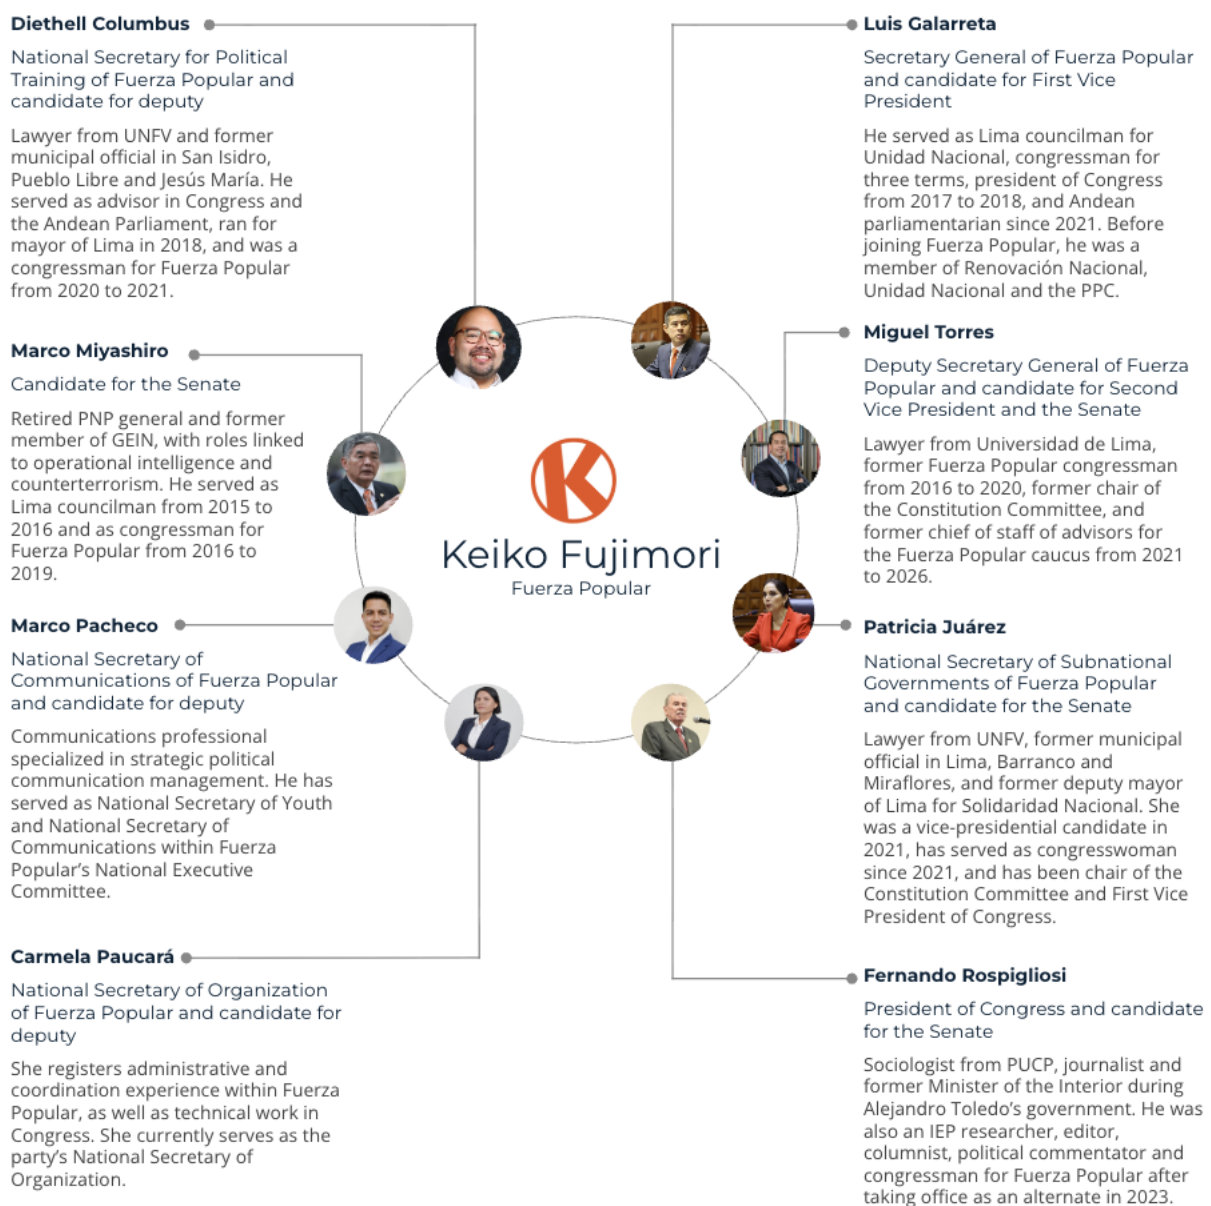 Diethell Columbus
National Secretary for Political
Training of Fuerza Popular and
candidate for deputy
Lawyer from UNFV and former
municipal official in San Isidro,
Pueblo Libre and Jesús María. He
served as advisor in Congress and
the Andean Parliament, ran for
mayor of Lima in 2018, and was a
congressman for Fuerza Popular
from 2020 to 2021.
Marco Miyashiro
Candidate for the Senate
Retired PNP general and former
member of GEIN, with roles linked
to operational intelligence and
counterterrorism. He served as
Lima councilman from 2015 to
2016 and as congressman for
Fuerza Popular from 2016 to
2019.
Marco Pacheco
National Secretary of
Communications of Fuerza Popular
and candidate for deputy
Communications professional
specialized in strategic political
communication management. He has
served as National Secretary of Youth
and National Secretary of
Communications within Fuerza
Popular’s National Executive
Committee.
Carmela Paucará
National Secretary of Organization
of Fuerza Popular and candidate for
deputy
She registers administrative and
coordination experience within Fuerza
Popular, as well as technical work in
Congress. She currently serves as the
party’s National Secretary of
Organization.
K
Keiko Fujimori
Fuerza Popular
Luis Galarreta
Secretary General of Fuerza Popular
and candidate for First Vice
President
He served as Lima councilman for
Unidad Nacional, congressman for
three terms, president of Congress
from 2017 to 2018, and Andean
parliamentarian since 2021. Before
joining Fuerza Popular, he was a
member of Renovación Nacional,
Unidad Nacional and the PPC.
Miguel Torres
Deputy Secretary General of Fuerza
Popular and candidate for Second
Vice President and the Senate
Lawyer from Universidad de Lima,
former Fuerza Popular congressman
from 2016 to 2020, former chair of
the Constitution Committee, and
former chief of staff of advisors for
the Fuerza Popular caucus from 2021
to 2026.
Patricia Juárez
National Secretary of Subnational
Governments of Fuerza Popular
and candidate for the Senate
Lawyer from UNFV, former municipal
official in Lima, Barranco and
Miraflores, and former deputy mayor
of Lima for Solidaridad Nacional. She
was a vice-presidential candidate in
2021, has served as congresswoman
since 2021, and has been chair of the
Constitution Committee and First Vice
President of Congress.
Fernando Rospigliosi
President of Congress and candidate
for the Senate
Sociologist from PUCP, journalist and
former Minister of the Interior during
Alejandro Toledo’s government. He was
also an IEP researcher, editor,
columnist, political commentator and
congressman for Fuerza Popular after
taking office as an alternate in 2023.